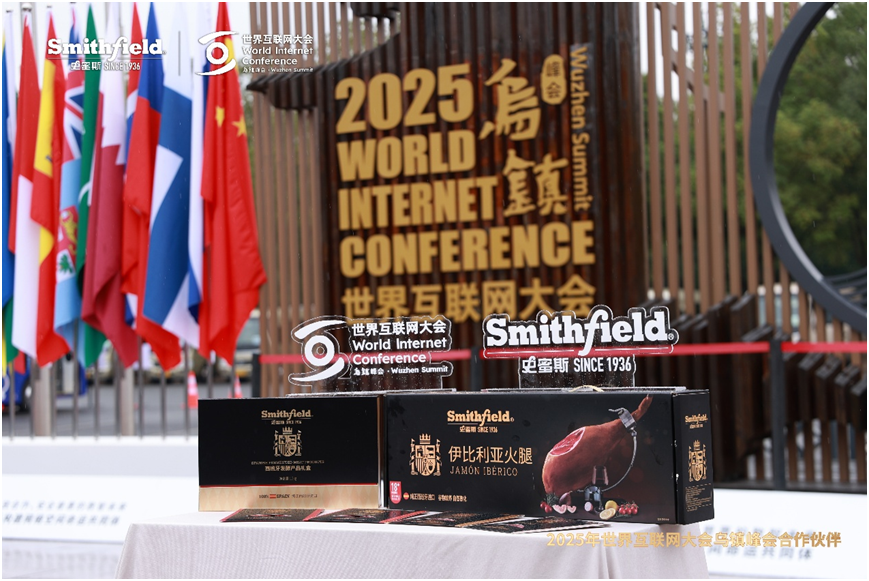 Smithfield®
史蜜斯 SINCE 1936
世界互联网大会
World Internet
Conference
乌镇峰会·Wuzhen Summit
2025
WORLD
INTERNET
CONFERENCE
世界互联网大会
乌镇
峰会
Wuzhen Summit
世界互联网大会
World Internet
Conference
乌镇峰会·Wuzhen Summit
Smithfield®
史蜜斯 SINCE 1936
Smithfield®
史蜜斯 SINCE 1936
Smithfield®
史蜜斯 SINCE 1936
伊比利亚火腿
JAMÓN IBÉRICO
Smithfield
2025年世界互联网大会乌镇峰会合作伙伴